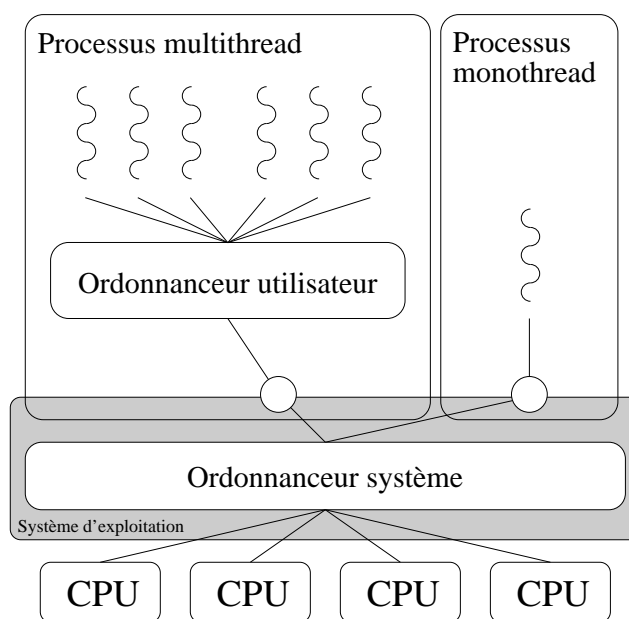 Processus multithread
Processus
monothread
Ordonnanceur utilisateur
Ordonnanceur système
Système d'exploitation
CPU
CPU
CPU
CPU